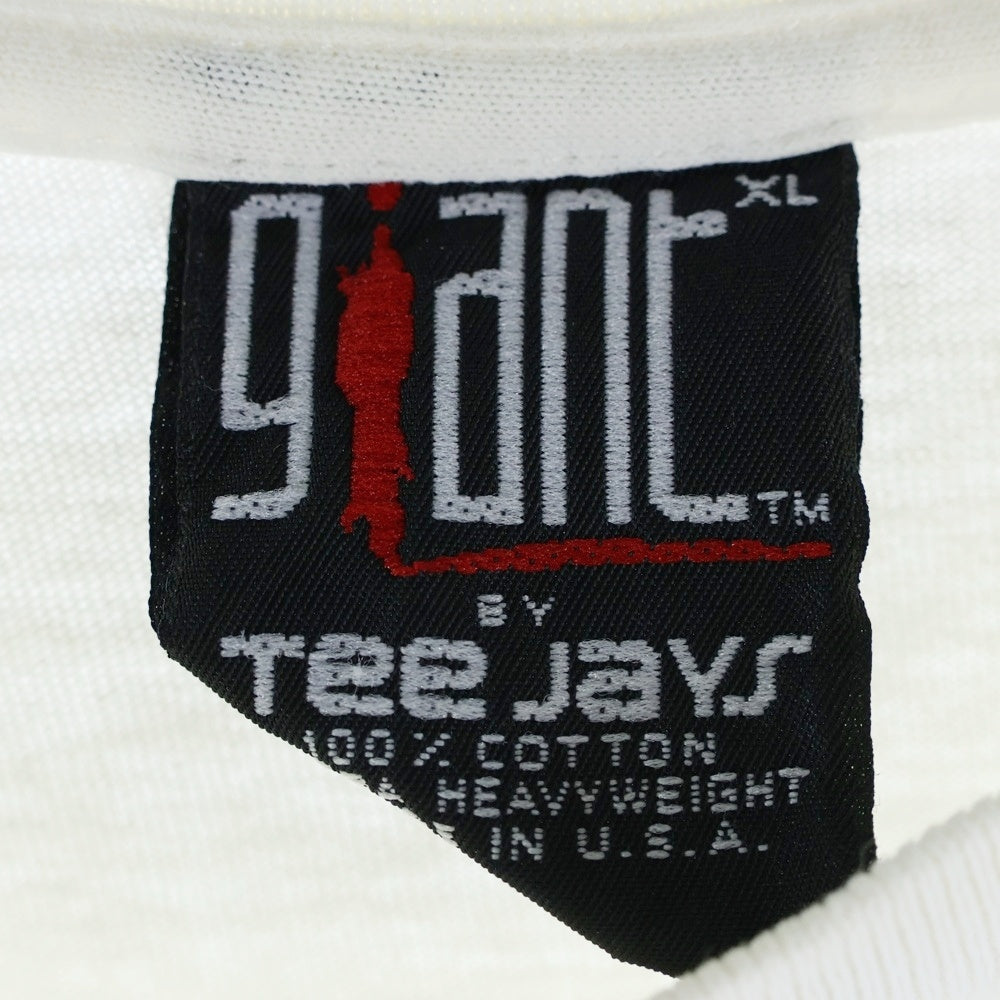 giant XL
TM
BY
Tee Jays
100% COTTON
HEAVYWEIGHT
IN U.S.A.